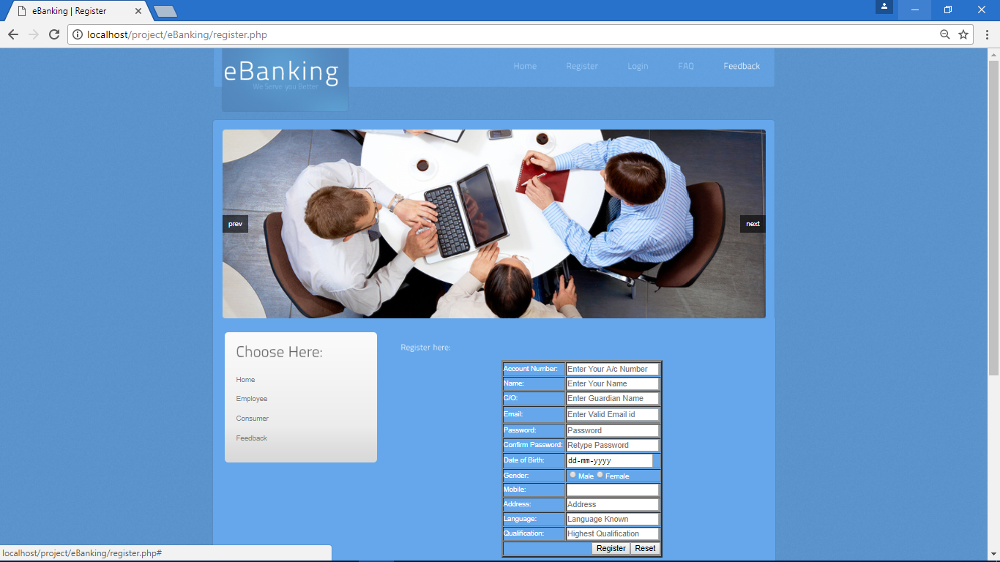 eBanking | Register
localhost/project/eBanking/register.php
eBanking
We Serve you Better
Home Register Login FAQ Feedback
prev
next
Choose Here:
Home
Employee
Consumer
Feedback
Register here:
Account Number: Enter Your A/c Number
Name: Enter Your Name
C/O: Enter Guardian Name
Email: Enter Valid Email id
Password: Password
Confirm Password: Retype Password
Date of Birth: dd-mm-yyyy
Gender: Male Female
Mobile:
Address: Address
Language: Language Known
Qualification: Highest Qualification
Register Reset
localhost/project/eBanking/register.php#